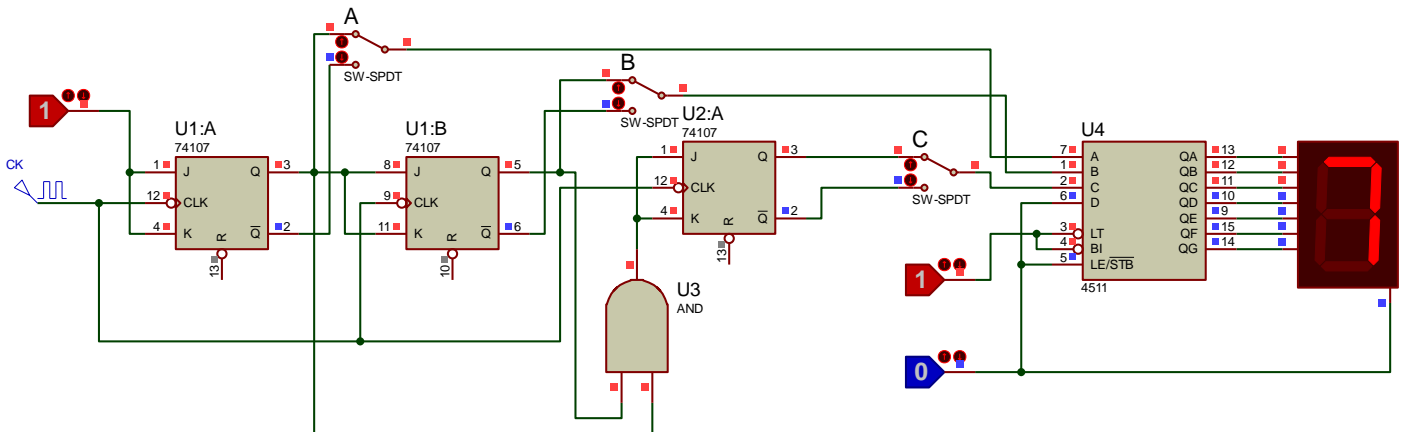 A
SW-SPDT
B
SW-SPDT
1
CK
U1:A
74107
1 J Q 3
12 CLK
4 K Q 2
R
13
U1:B
74107
8 J Q 5
9 CLK
11 K Q 6
R
10
U2:A
74107
1 J Q 3
12 CLK
4 K Q 2
R
13
C
SW-SPDT
U3
AND
1
0
U4
7 A QA 13
1 B QB 12
2 C QC 11
6 D QD 10
QE 9
3 LT QF 15
4 BI QG 14
5 LE/STB
4511
7